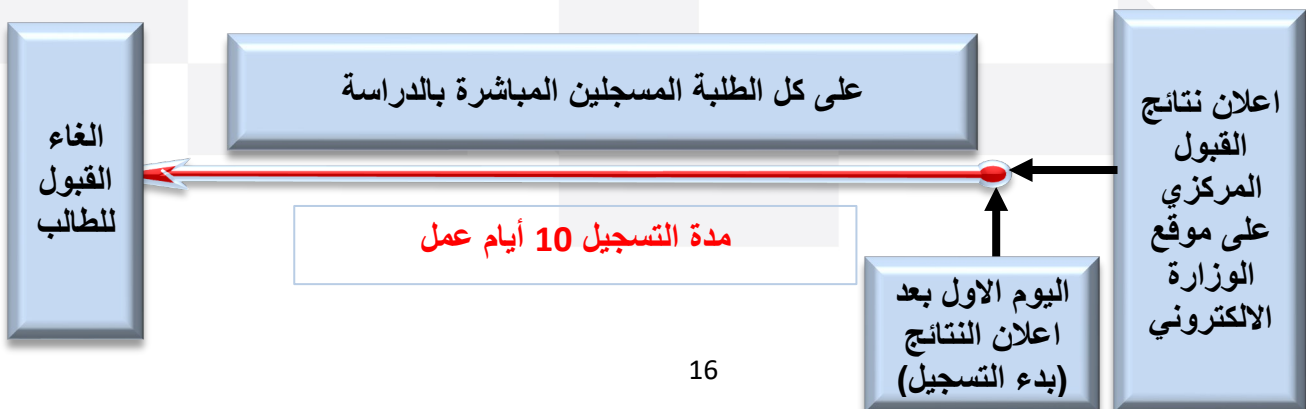 اعلان نتائج
القبول
المركزي
على موقع
الوزارة
الالكتروني
على كل الطلبة المسجلين المباشرة بالدراسة
مدة التسجيل 10 أيام عمل
اليوم الاول بعد
اعلان النتائج
(بدء التسجيل)
الغاء
القبول
للطالب
16